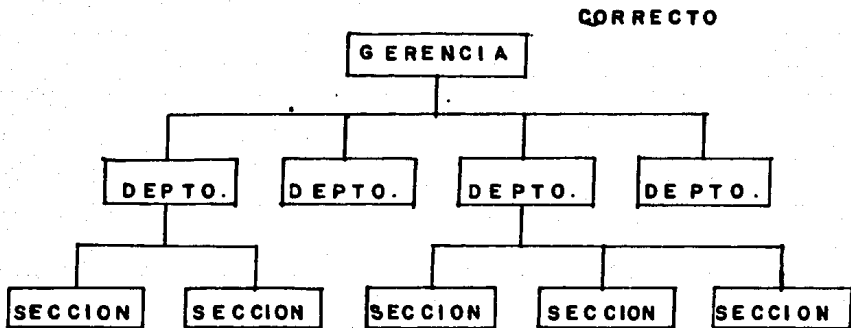 CORRECTO
GERENCIA
DEPTO. DEPTO. DEPTO. DEPTO.
SECCION SECCION SECCION SECCION SECCION